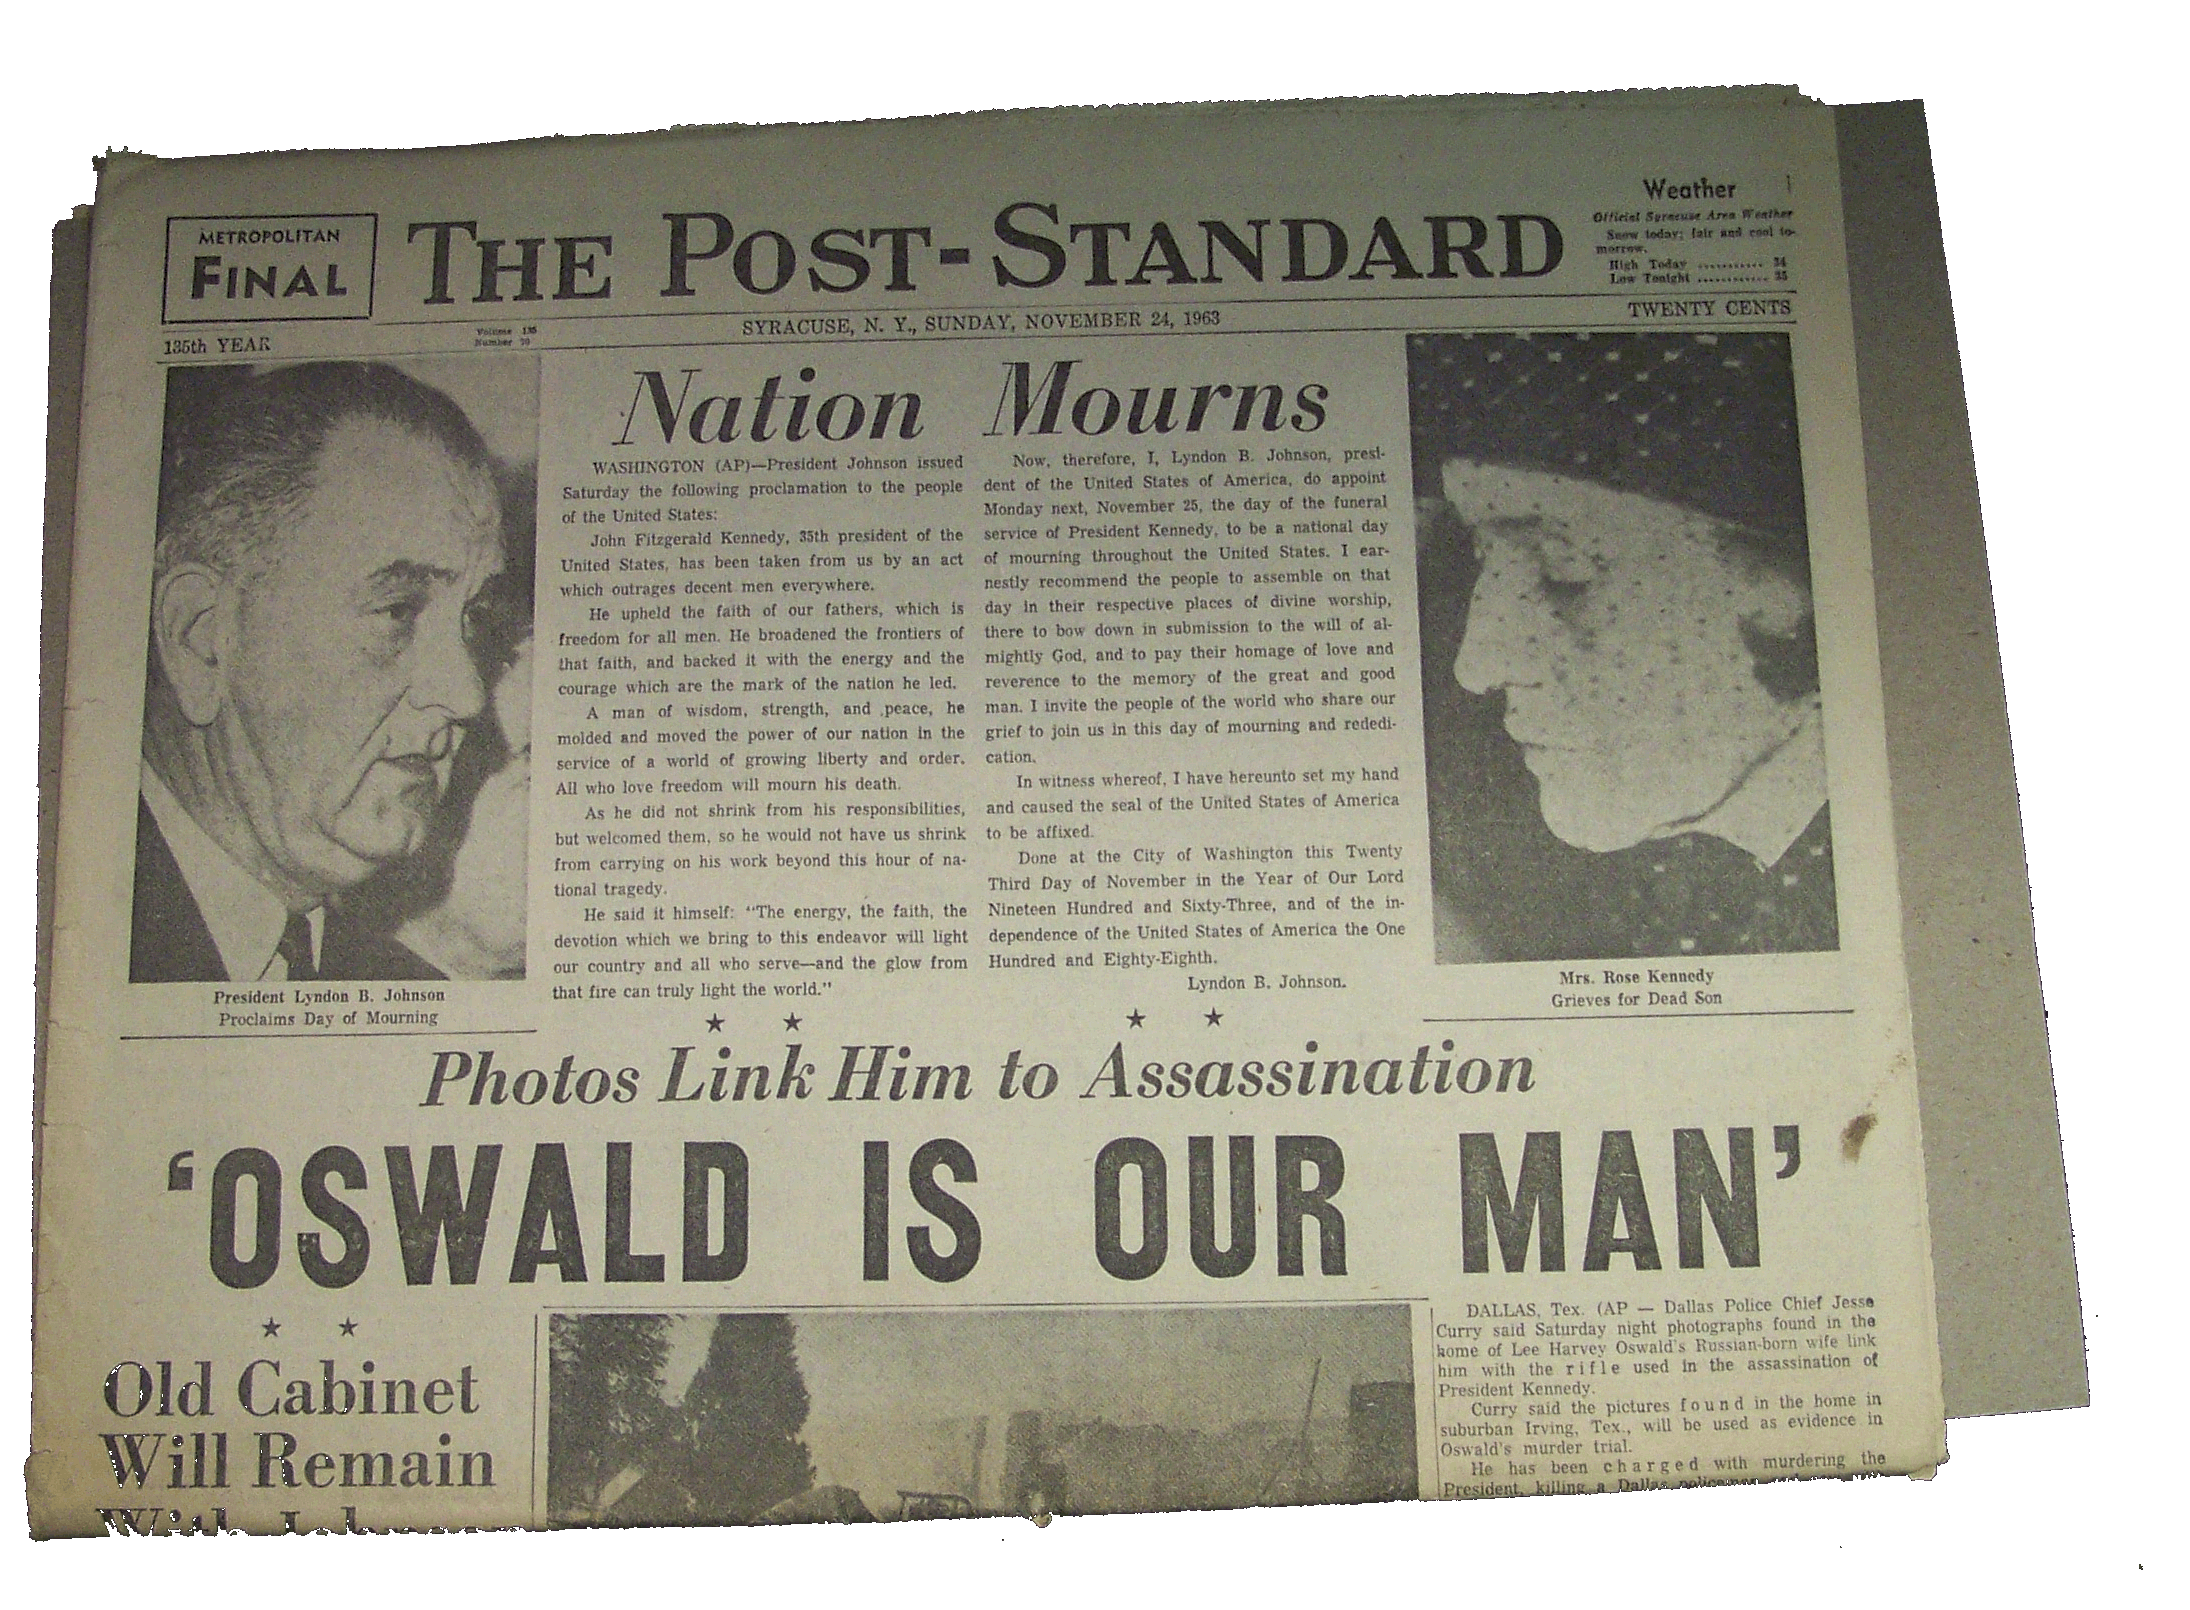 METROPOLITAN
FINAL
THE POST-STANDARD
Weather
Official Syracuse Area Weather
Snow today; fair and cool to-
morrow.
High Today ........... 34
Low Tonight ............ 25
135th YEAR
Volume 135
Number
SYRACUSE, N. Y., SUNDAY, NOVEMBER 24, 1963
TWENTY CENTS
Nation Mourns
WASHINGTON (AP)—President Johnson issued
Saturday the following proclamation to the people
of the United States:
John Fitzgerald Kennedy, 35th president of the
United States, has been taken from us by an act
which outrages decent men everywhere.
He upheld the faith of our fathers, which is
freedom for all men. He broadened the frontiers of
that faith, and backed it with the energy and the
courage which are the mark of the nation he led.
A man of wisdom, strength, and peace, he
molded and moved the power of our nation in the
service of a world of growing liberty and order.
All who love freedom will mourn his death.
As he did not shrink from his responsibilities,
but welcomed them, so he would not have us shrink
from carrying on his work beyond this hour of na-
tional tragedy.
He said it himself: "The energy, the faith, the
devotion which we bring to this endeavor will light
our country and all who serve—and the glow from
that fire can truly light the world."
Now, therefore, I, Lyndon B. Johnson, presi-
dent of the United States of America, do appoint
Monday next, November 25, the day of the funeral
service of President Kennedy, to be a national day
of mourning throughout the United States. I ear-
nestly recommend the people to assemble on that
day in their respective places of divine worship,
there to bow down in submission to the will of al-
mightly God, and to pay their homage of love and
reverence to the memory of the great and good
man. I invite the people of the world who share our
grief to join us in this day of mourning and rededi-
cation.
In witness whereof, I have hereunto set my hand
and caused the seal of the United States of America
to be affixed.
Done at the City of Washington this Twenty
Third Day of November in the Year of Our Lord
Nineteen Hundred and Sixty-Three, and of the in-
dependence of the United States of America the One
Hundred and Eighty-Eighth.
Lyndon B. Johnson.
President Lyndon B. Johnson
Proclaims Day of Mourning
Mrs. Rose Kennedy
Grieves for Dead Son
Photos Link Him to Assassination
'OSWALD IS OUR MAN'
Old Cabinet
Will Remain
With Johnson
DALLAS, Tex. (AP — Dallas Police Chief Jesse
Curry said Saturday night photographs found in the
home of Lee Harvey Oswald's Russian-born wife link
him with the rifle used in the assassination of
President Kennedy.
Curry said the pictures found in the home in
suburban Irving, Tex., will be used as evidence in
Oswald's murder trial.
He has been charged with murdering the
President, killing a Dallas policeman